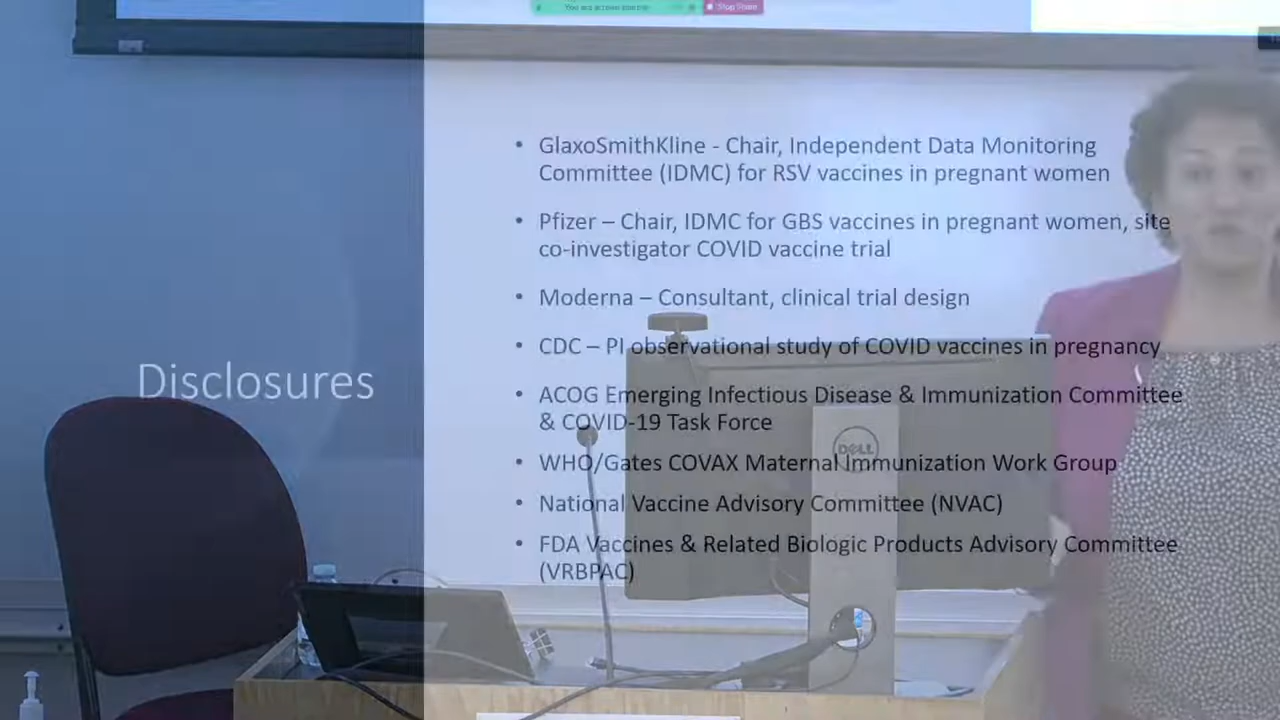 Stop Share
GlaxoSmithKline - Chair, Independent Data Monitoring
Committee (IDMC) for RSV vaccines in pregnant women
Pfizer – Chair, IDMC for GBS vaccines in pregnant women, site
co-investigator COVID vaccine trial
Moderna – Consultant, clinical trial design
CDC – PI observational study of COVID vaccines in pregnancy
Disclosures
ACOG Emerging Infectious Disease & Immunization Committee
& COVID-19 Task Force
DELL
WHO/Gates COVAX Maternal Immunization Work Group
National Vaccine Advisory Committee (NVAC)
FDA Vaccines & Related Biologic Products Advisory Committee
(VRBPAC)